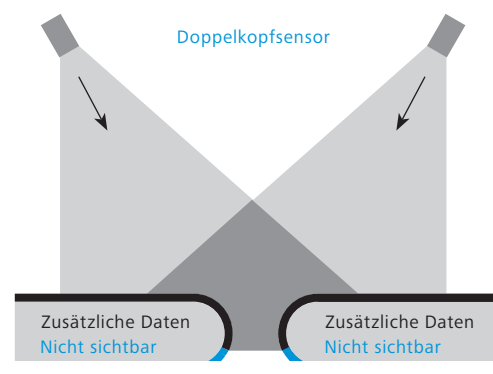 Doppelkopfsensor
Zusätzliche Daten
Nicht sichtbar
Zusätzliche Daten
Nicht sichtbar